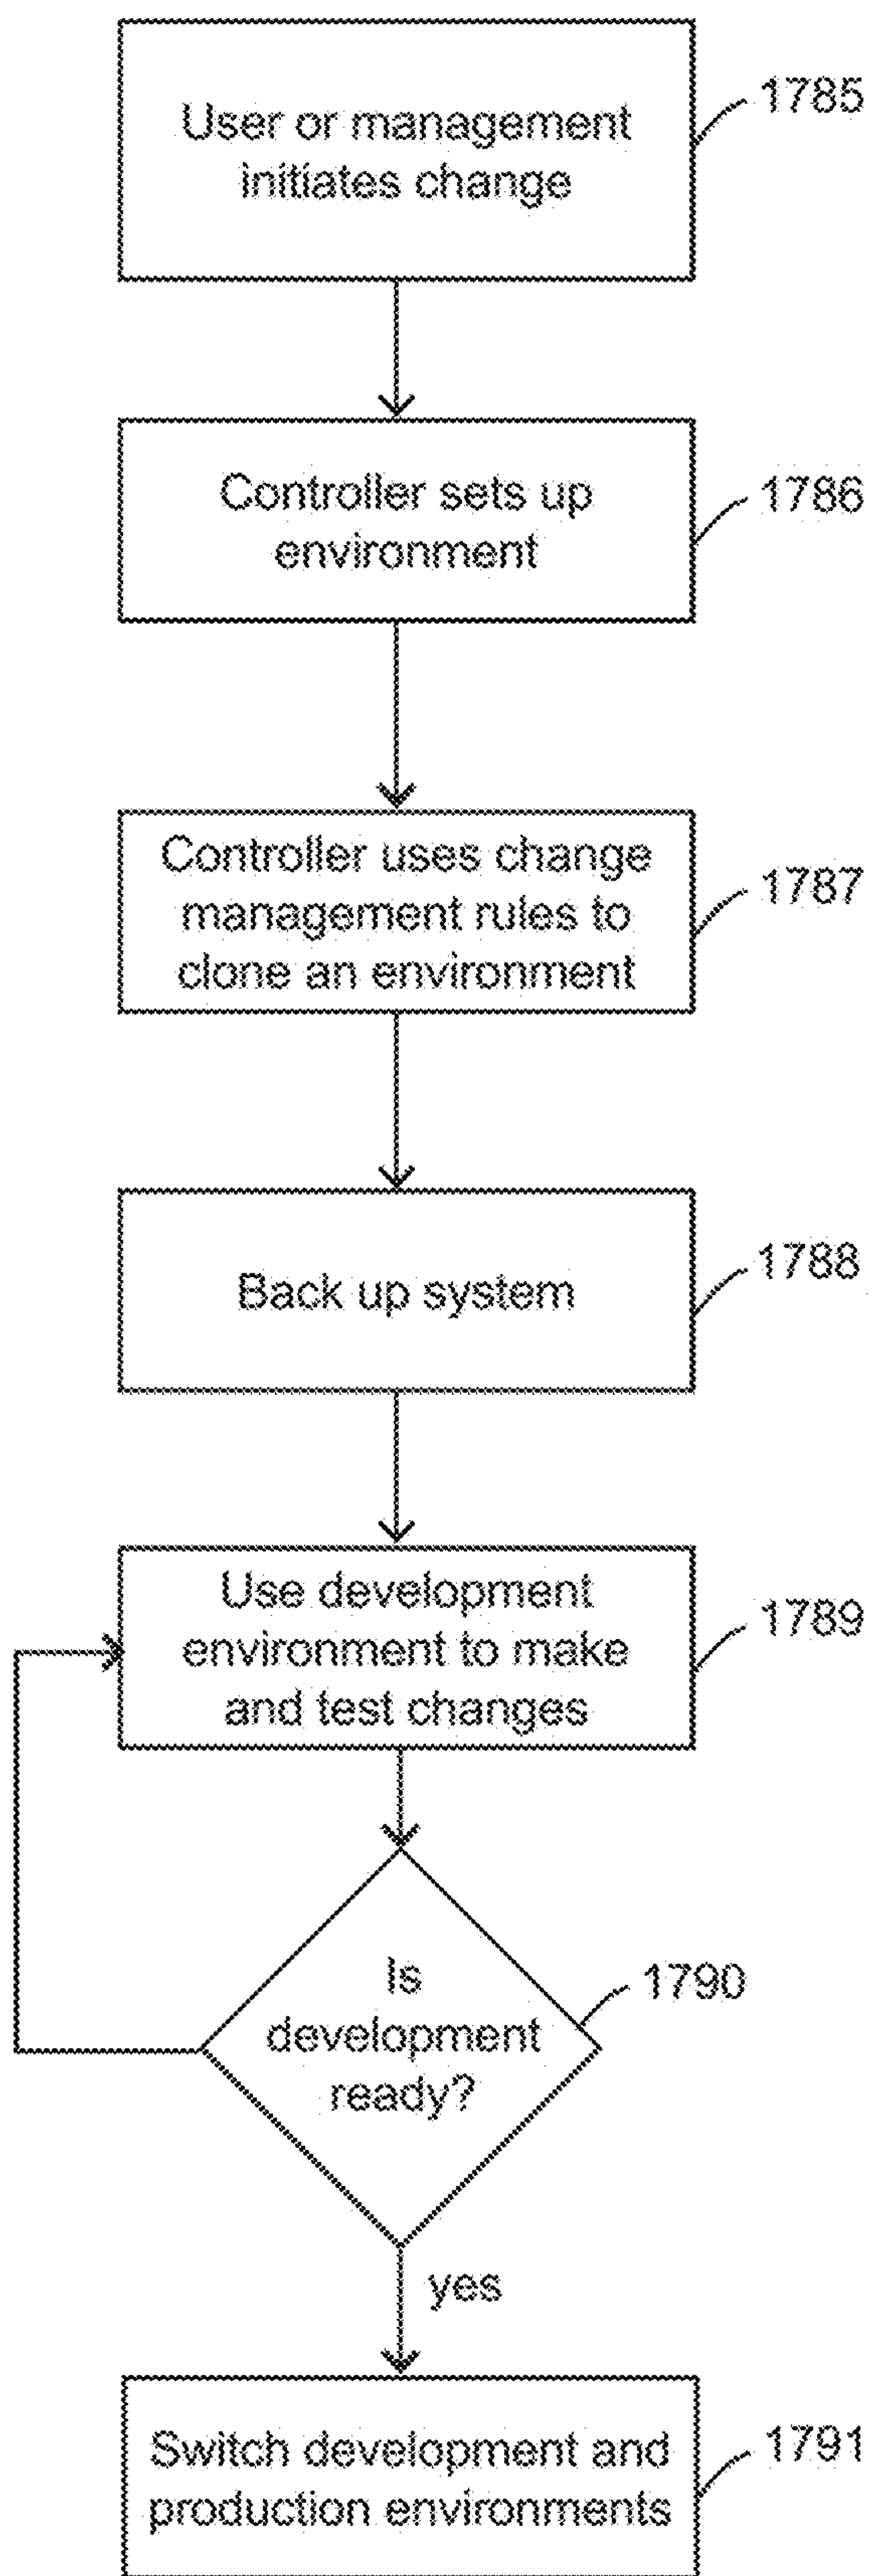 User or management
initiates change
1785
Controller sets up
environment
1786
Controller uses change
management rules to
clone an environment
1787
Back up system
1788
Use development
environment to make
and test changes
1789
Is
development
ready?
1790
yes
Switch development and
production environments
1791